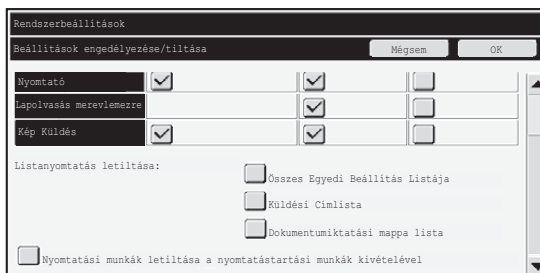 Rendszerbeállítások
Beállítások engedélyezése/tiltása Mégsem OK
Nyomtató
Lapolvasás merevlemezre
Kép Küldés
Listanyomtatás letiltása:
Összes Egyedi Beállítás Listája
Küldési Címlista
Dokumentumiktatási mappa lista
Nyomtatási munkák letiltása a nyomtatástartási munkák kivételével